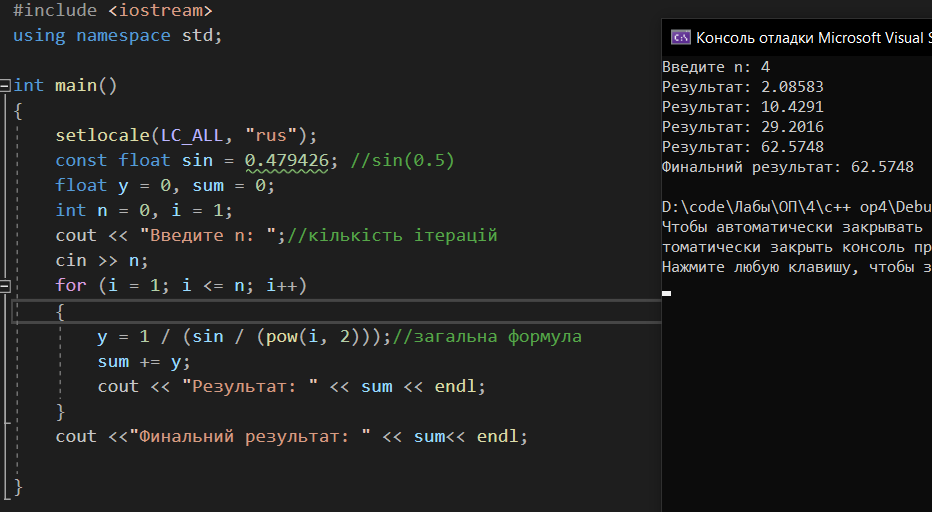 #include <iostream>
using namespace std;
int main()
{
setlocale(LC_ALL, "rus");
const float sin = 0.479426; //sin(0.5)
float y = 0, sum = 0;
int n = 0, i = 1;
cout << "Введите n: ";//кількість ітерацій
cin >> n;
for (i = 1; i <= n; i++)
{
y = 1 / (sin / (pow(i, 2)));//загальна формула
sum += y;
cout << "Результат: " << sum << endl;
}
cout <<"Финальний результат: " << sum<< endl;
}
Консоль отладки Microsoft Visual S
Введите n: 4
Результат: 2.08583
Результат: 10.4291
Результат: 29.2016
Результат: 62.5748
Финальний результат: 62.5748
D:\code\Лабы\ОП\4\c++ op4\Debu
Чтобы автоматически закрывать
томатически закрыть консоль пр
Нажмите любую клавишу, чтобы з